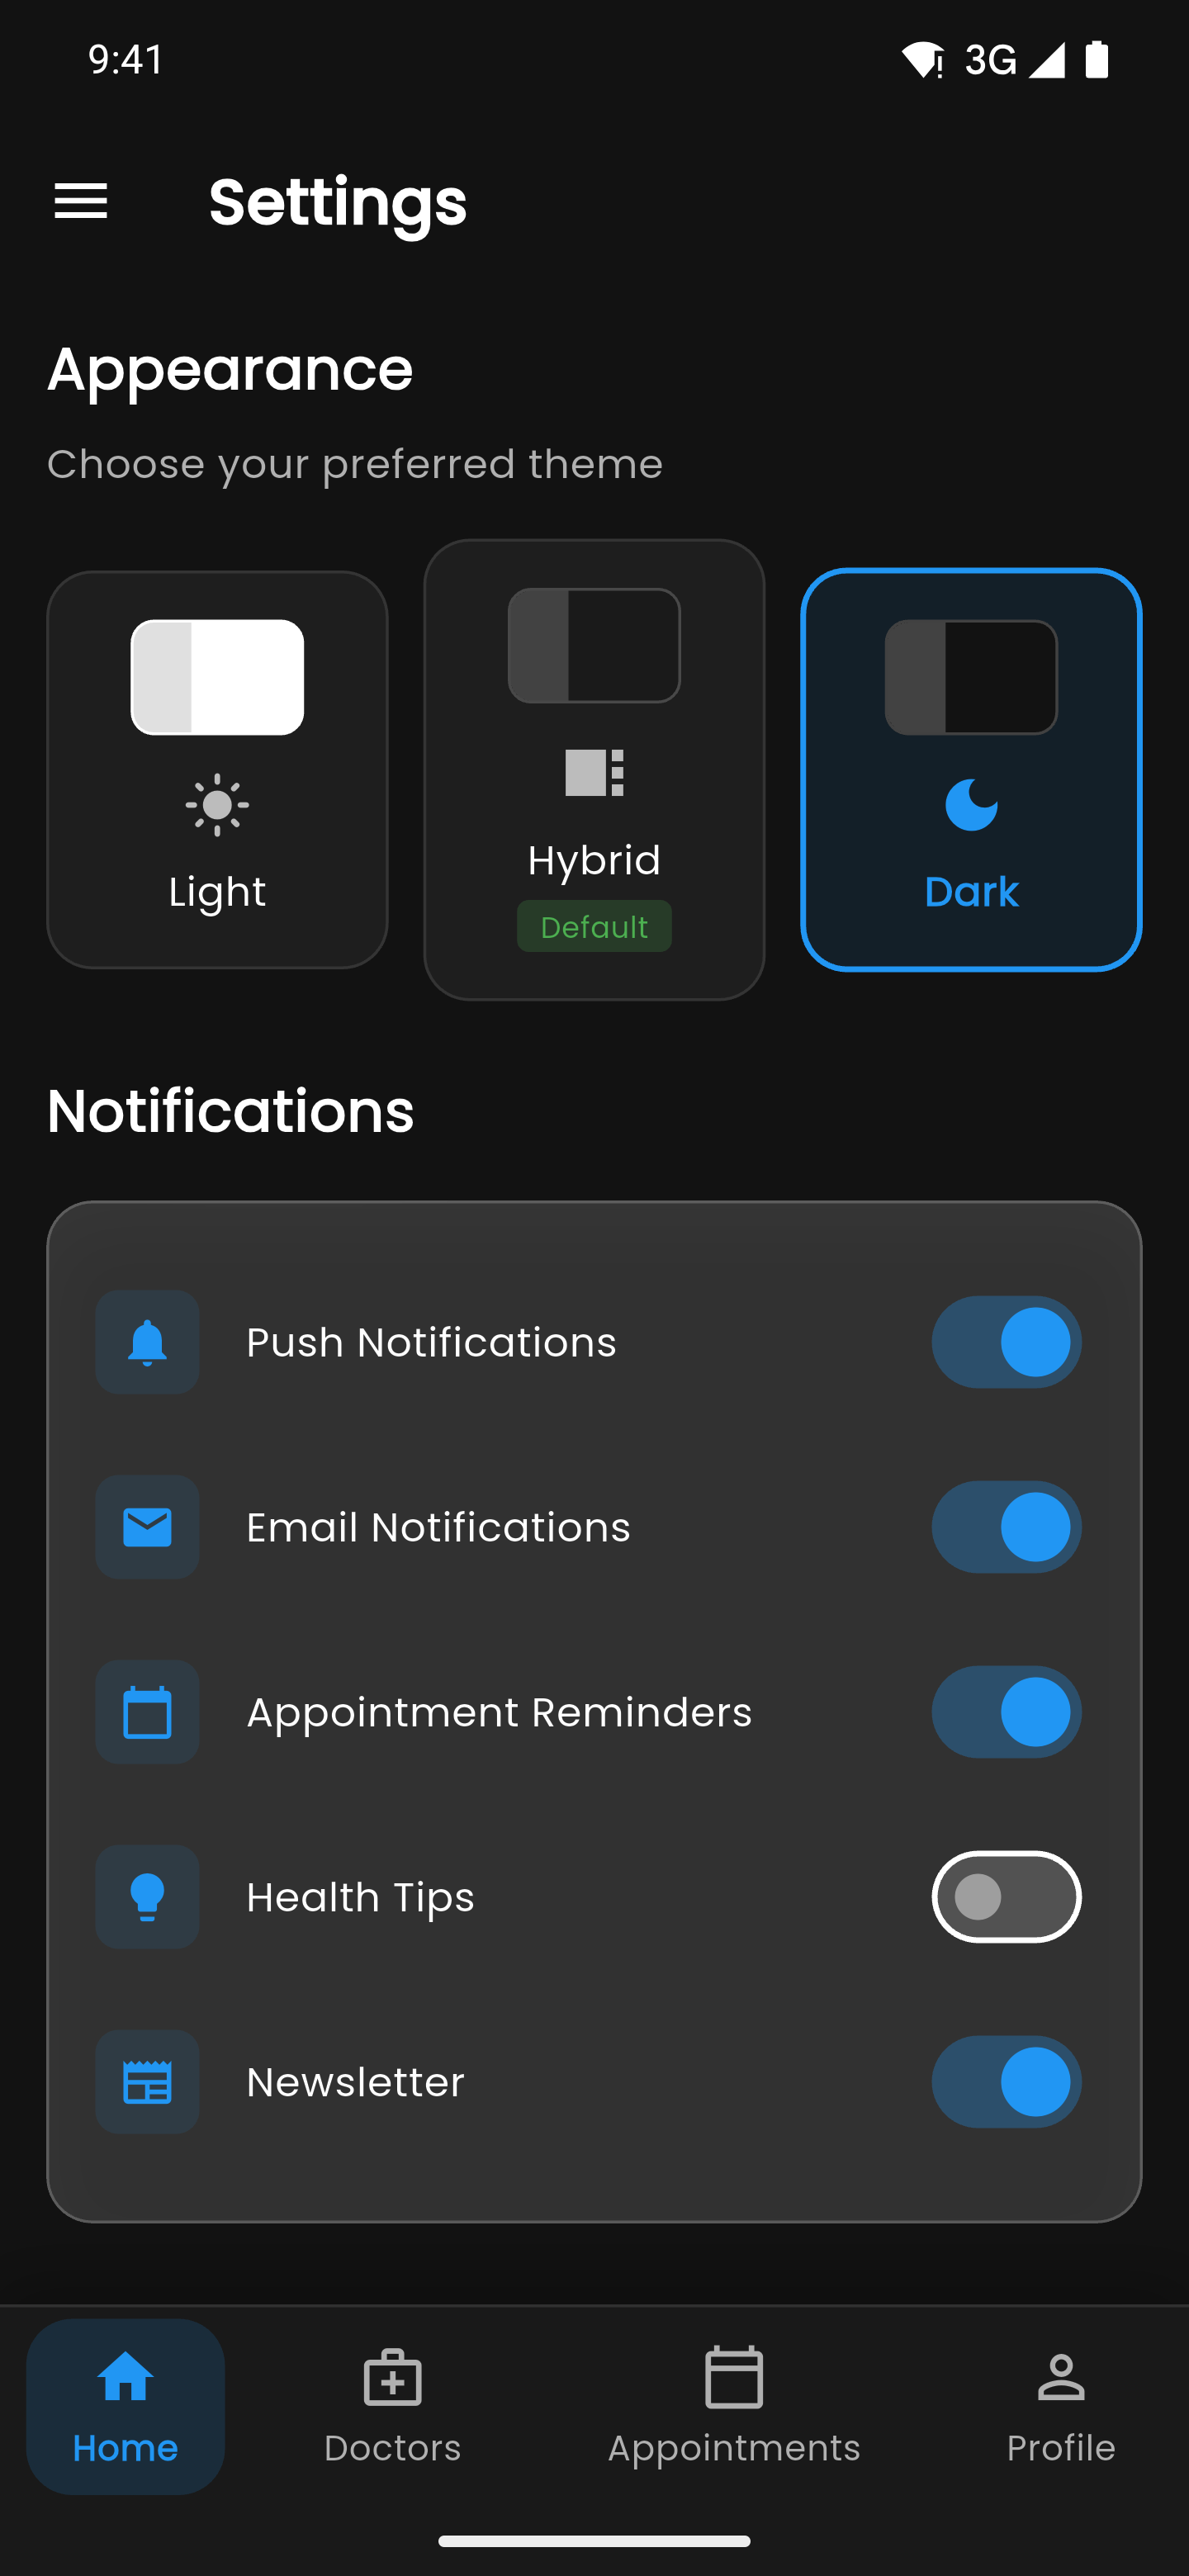 9:41
3G
Settings
Appearance
Choose your preferred theme
Light
Hybrid
Default
Dark
Notifications
Push Notifications
Email Notifications
Appointment Reminders
Health Tips
Newsletter
Home
Doctors
Appointments
Profile